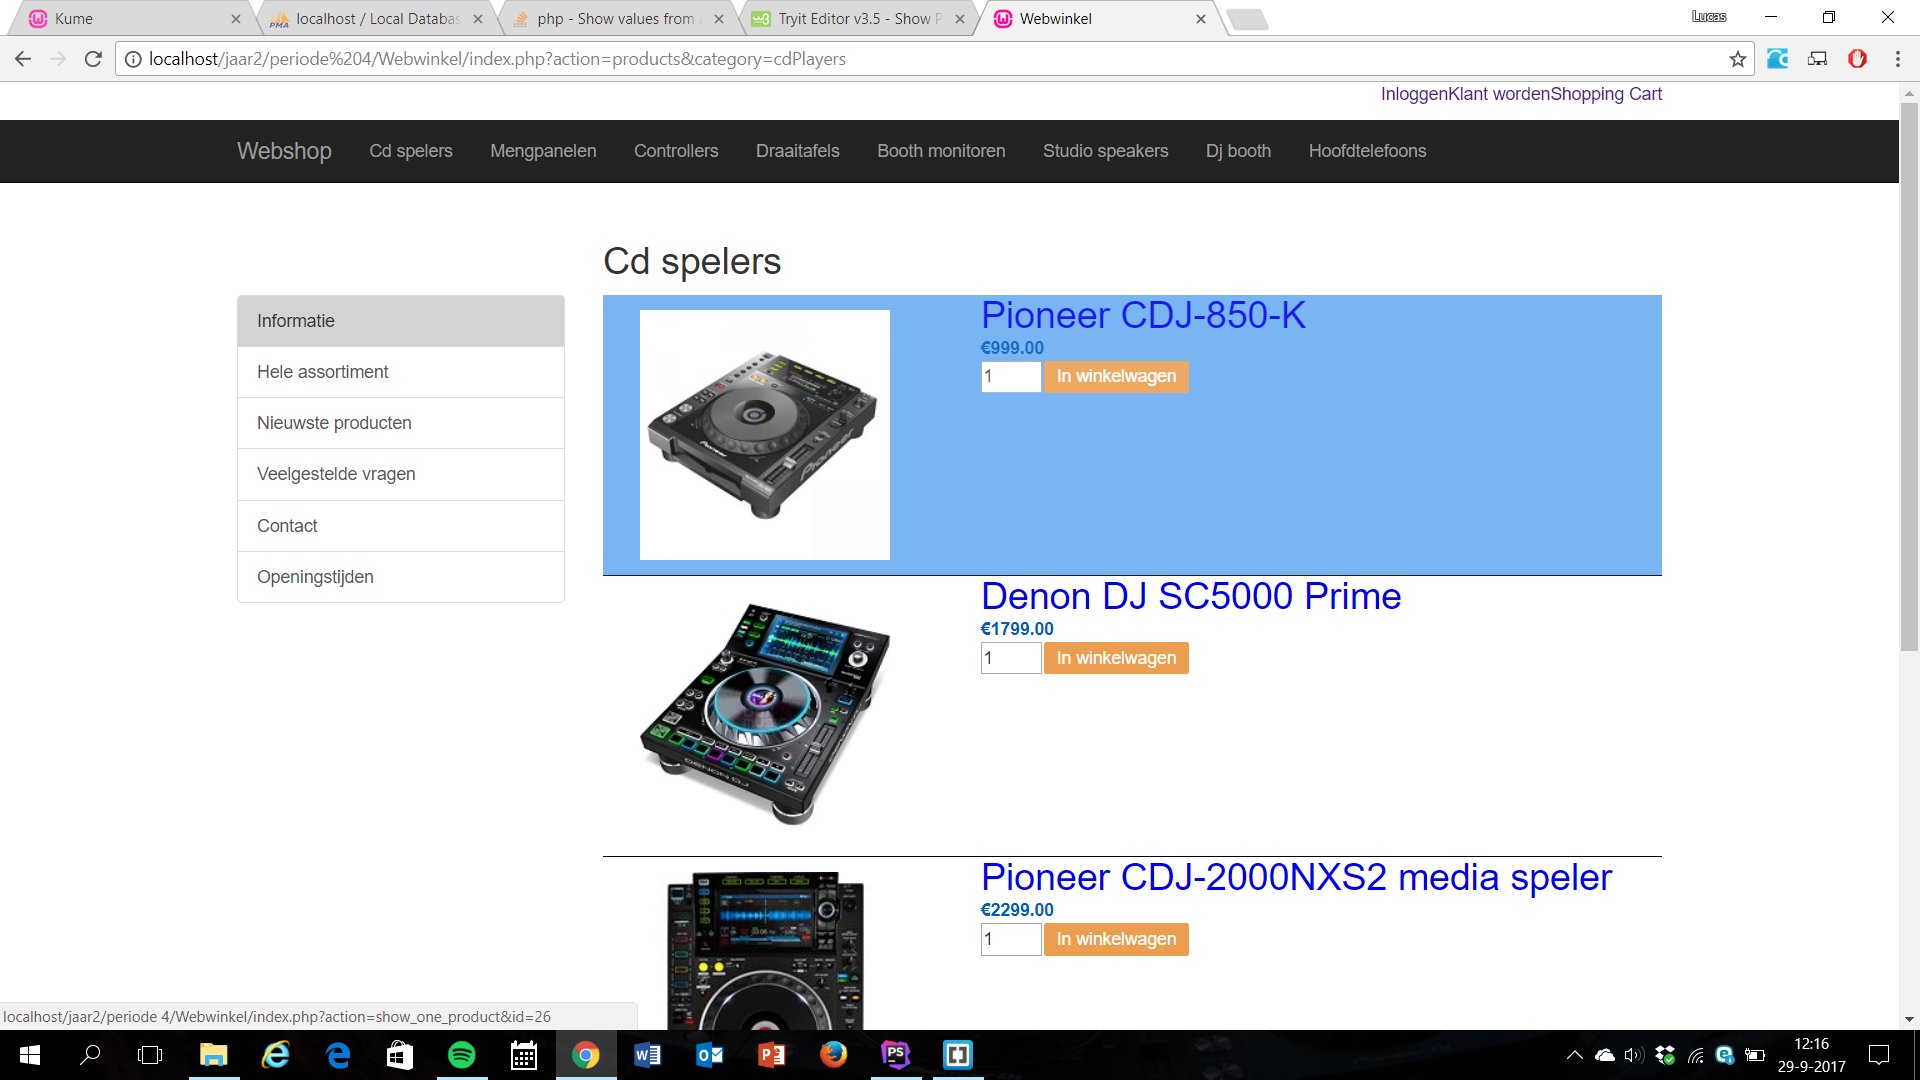 Kume
localhost / Local Databas
php - Show values from a
Tryit Editor v3.5 - Show P
Webwinkel
Lucas
localhost/jaar2/periode%204/Webwinkel/index.php?action=products&category=cdPlayers
InloggenKlant wordenShopping Cart
Webshop Cd spelers Mengpanelen Controllers Draaitafels Booth monitoren Studio speakers Dj booth Hoofdtelefoons
Cd spelers
Informatie
Hele assortiment
Nieuwste producten
Veelgestelde vragen
Contact
Openingstijden
Pioneer CDJ-850-K
€999.00
1 In winkelwagen
Pioneer
Pioneer
Denon DJ SC5000 Prime
€1799.00
1 In winkelwagen
DENON DJ
Pioneer CDJ-2000NXS2 media speler
€2299.00
1 In winkelwagen
localhost/jaar2/periode 4/Webwinkel/index.php?action=show_one_product&id=26
12:16
29-9-2017